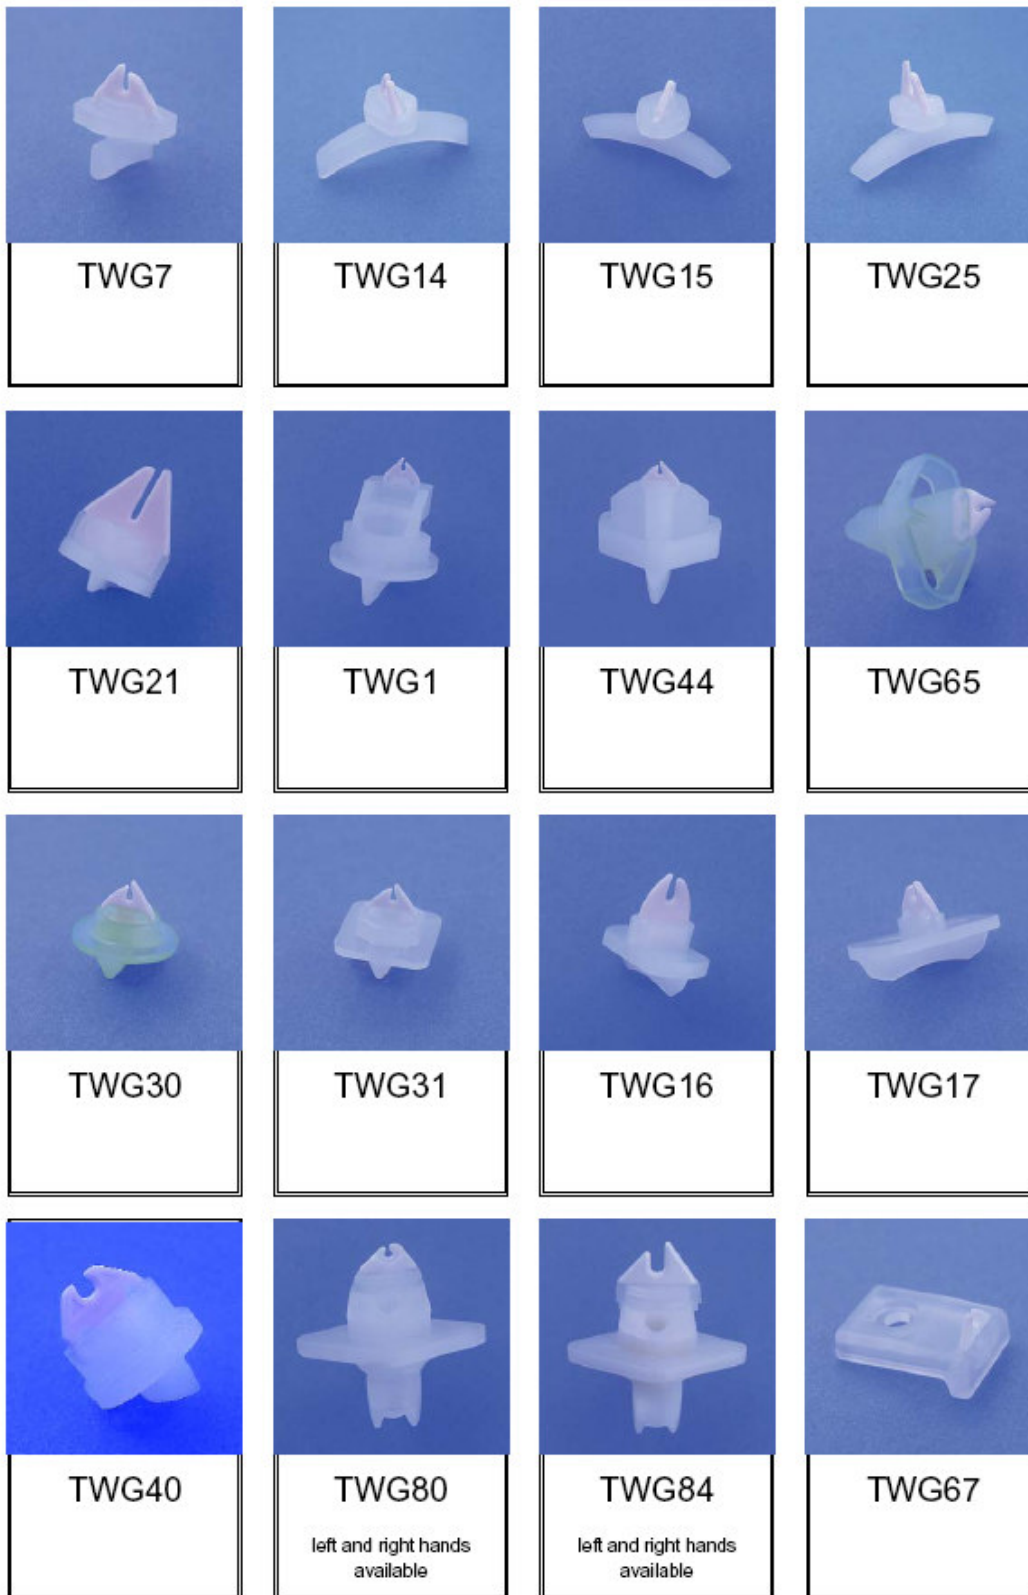 TWG7
TWG14
TWG15
TWG25
TWG21
TWG1
TWG44
TWG65
TWG30
TWG31
TWG16
TWG17
TWG40
TWG80
left and right hands
available
TWG84
left and right hands
available
TWG67